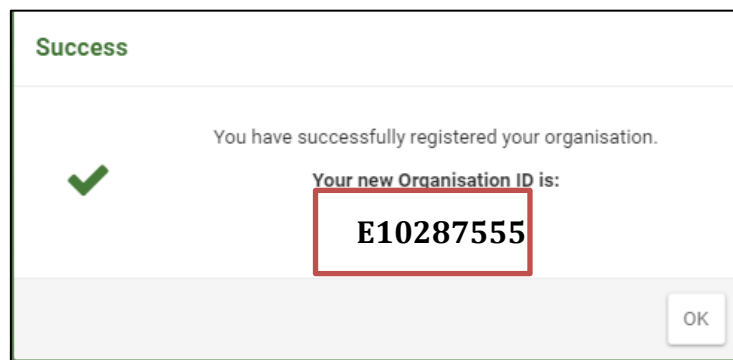 Success
You have successfully registered your organisation.
Your new Organisation ID is:
E10287555
OK